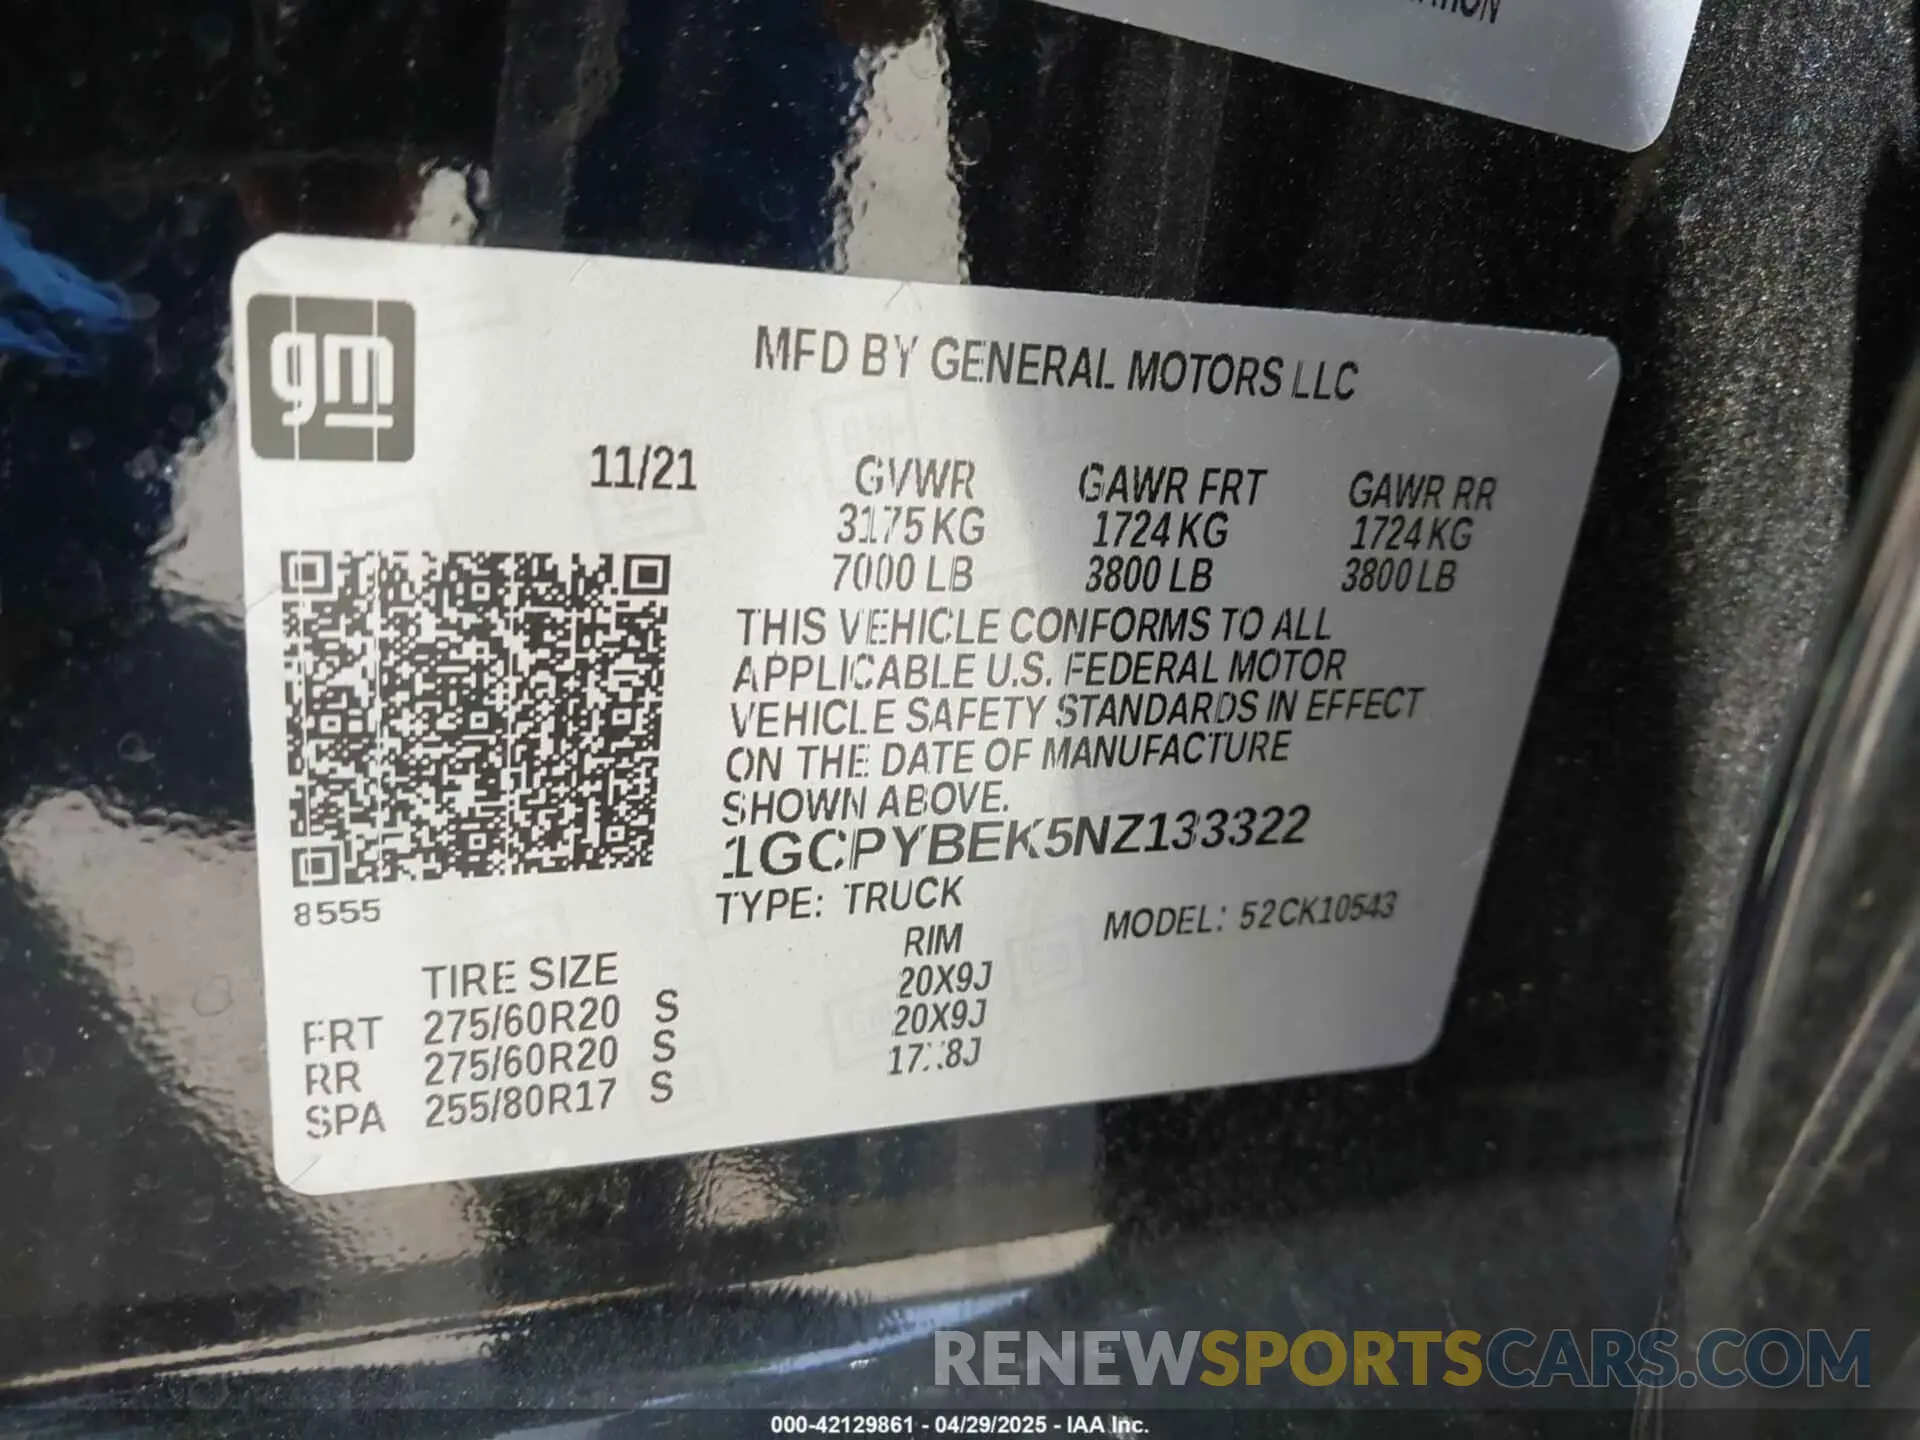 gm
MFD BY GENERAL MOTORS LLC
11/21 GVWR GAWR FRT GAWR RR
3175 KG 1724 KG 1724 KG
7000 LB 3800 LB 3800 LB
THIS VEHICLE CONFORMS TO ALL
APPLICABLE U.S. FEDERAL MOTOR
VEHICLE SAFETY STANDARDS IN EFFECT
ON THE DATE OF MANUFACTURE
SHOWN ABOVE.
1GCPYBEK5NZ133322
8555
TYPE: TRUCK MODEL: 52CK10543
TIRE SIZE RIM
FRT 275/60R20 S 20X9J
RR 275/60R20 S 20X9J
SPA 255/80R17 S 17X8J
RENEWSPORTSCARS.COM
000-42129861 - 04/29/2025 - IAA Inc.